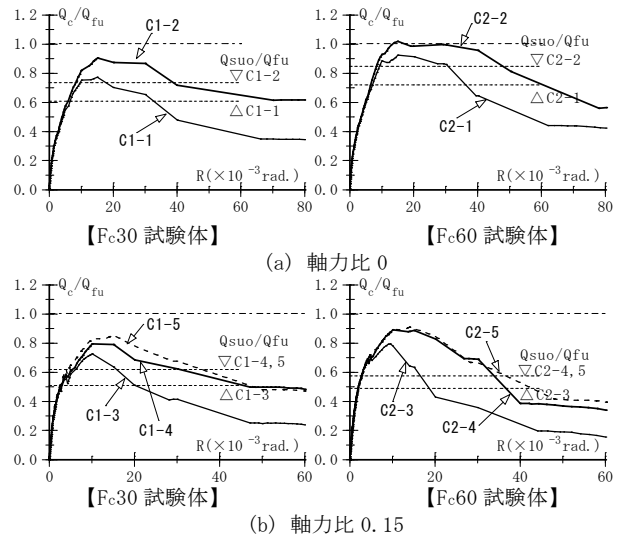 1.2
Qc/Qfu
C1-2
1.0
Qsuo/Qfu
0.8
▽C1-2
0.6
△C1-1
0.4
C1-1
0.2
R(×10⁻³rad.)
0.0
0 20 40 60 80
【Fc30 試験体】
1.2
Qc/Qfu
C2-2
1.0
Qsuo/Qfu
▽C2-2
0.8
△C2-1
0.6
0.4
C2-1
0.2
R(×10⁻³rad.)
0.0
0 20 40 60 80
【Fc60 試験体】
(a) 軸力比 0
1.2
Qc/Qfu
1.0
C1-5
Qsuo/Qfu
0.8
▽C1-4,5
0.6
△C1-3
0.4
C1-3
C1-4
0.2
R(×10⁻³rad.)
0.0
0 10 20 30 40 50 60
【Fc30 試験体】
1.2
Qc/Qfu
1.0
C2-5
Qsuo/Qfu
0.8
▽C2-4,5
0.6
△C2-3
0.4
C2-3
C2-4
0.2
R(×10⁻³rad.)
0.0
0 10 20 30 40 50 60
【Fc60 試験体】
(b) 軸力比 0.15